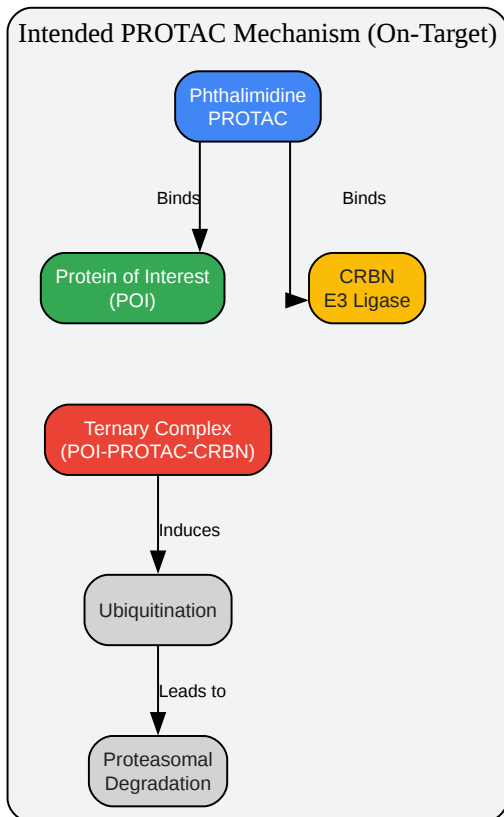 Intended PROTAC Mechanism (On-Target)
Phthalimidine
PROTAC
Binds
Binds
Protein of Interest
(POI)
CRBN
E3 Ligase
Ternary Complex
(POI-PROTAC-CRBN)
Induces
Ubiquitination
Leads to
Proteasomal
Degradation